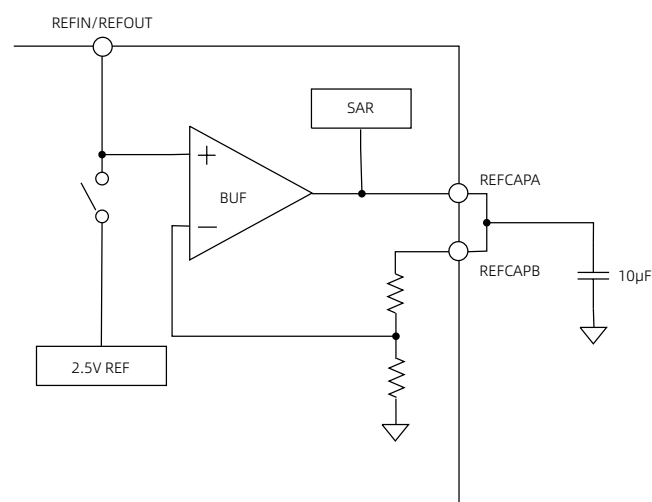 REFIN/REFOUT
SAR
REFCAPA
BUF
REFCAPB
10µF
2.5V REF